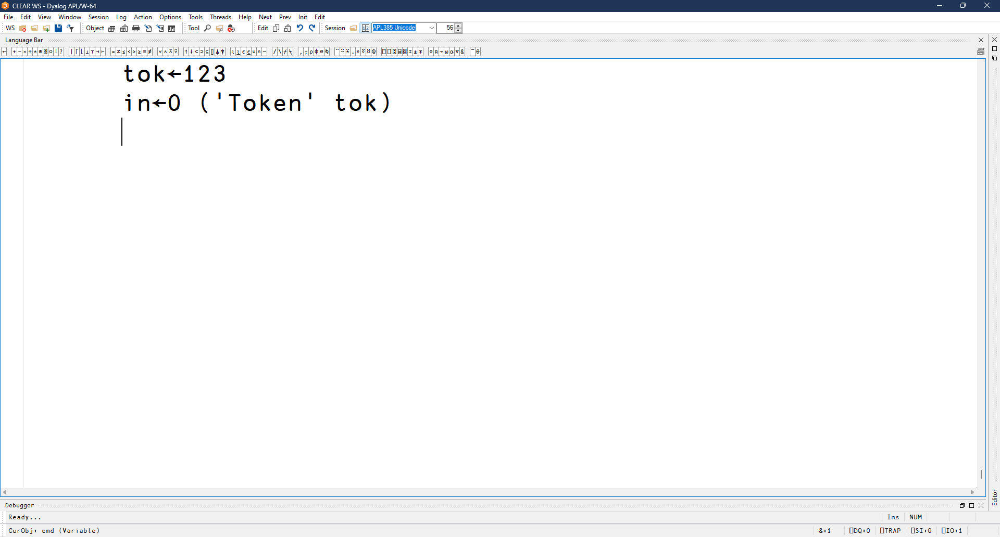 CLEAR WS - Dyalog APL/W-64
File Edit View Window Session Log Action Options Tools Threads Help Next Prev Init Edit
WS Object Tool Edit Session APL385 Unicode 56
Language Bar
← +-×÷*⍟⌹○!? |⌈⌊⊥⊤⊣⊢ =≠≤<>≥≡≢ ∨∧⍲⍱ ↑↓⊂⊃⊆⌷⍋⍒ ⍳⍸∊⍷∪∩~ /\⌿⍀ ,⍪⍴⌽⊖⍉ ¨⍨⍣.∘⍤⍥@ ⍞⎕⍠⌸⌺⌶⍎⍕ ⋄⍝→⍵⍺∇& ¯⍬
tok←123
in←0 ('Token' tok)
Editor
Debugger
Ready... Ins NUM
CurObj: cmd (Variable) &:1 ⎕DQ:0 ⎕TRAP ⎕SI:0 ⎕IO:1